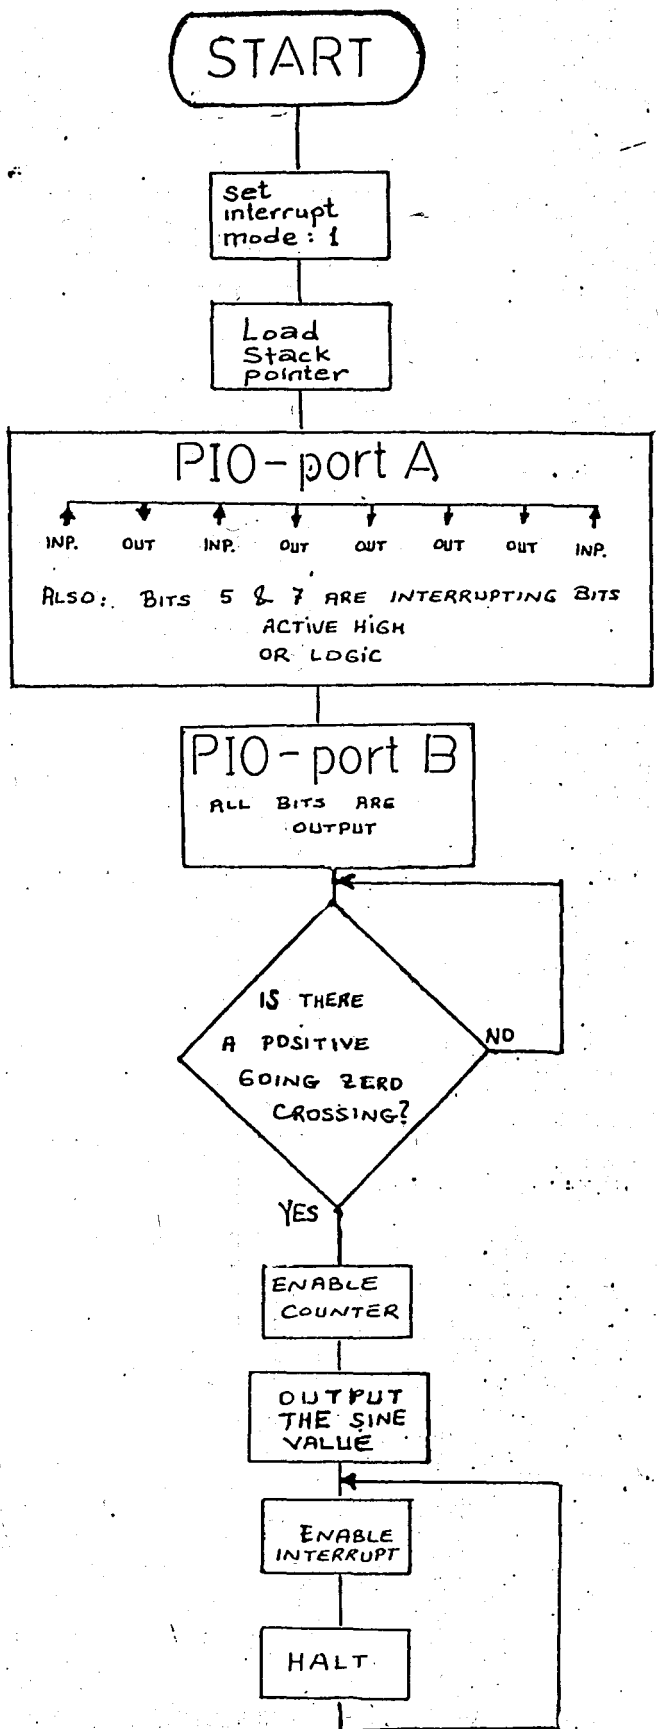 START
set
interrupt
mode: 1
Load
Stack
pointer
PIO-port A
INP. OUT INP. OUT OUT OUT OUT INP.
ALSO: BITS 5 & 7 ARE INTERRUPTING BITS
ACTIVE HIGH
OR LOGIC
PIO-port B
ALL BITS ARE
OUTPUT
IS THERE
A POSITIVE
GOING ZERO
CROSSING?
NO
YES
ENABLE
COUNTER
OUTPUT
THE SINE
VALUE
ENABLE
INTERRUPT
HALT